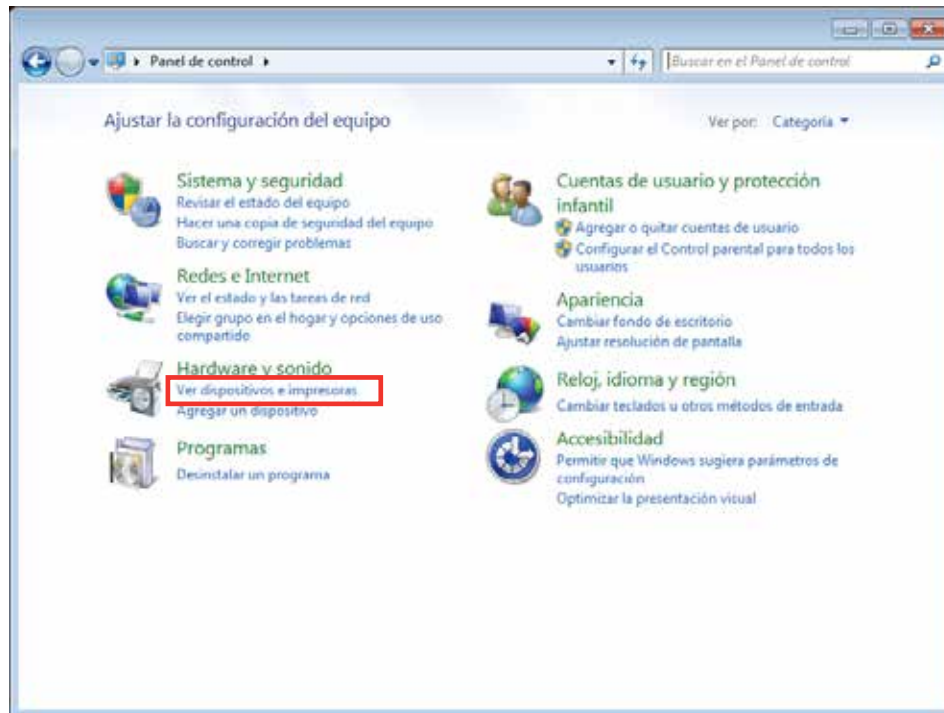 Panel de control
Buscar en el Panel de control
Ajustar la configuración del equipo
Ver por: Categoría
Sistema y seguridad
Revisar el estado del equipo
Hacer una copia de seguridad del equipo
Buscar y corregir problemas
Redes e Internet
Ver el estado y las tareas de red
Elegir grupo en el hogar y opciones de uso
compartido
Hardware y sonido
Ver dispositivos e impresoras
Agregar un dispositivo
Programas
Desinstalar un programa
Cuentas de usuario y protección
infantil
Agregar o quitar cuentas de usuario
Configurar el Control parental para todos los
usuarios
Apariencia
Cambiar fondo de escritorio
Ajustar resolución de pantalla
Reloj, idioma y región
Cambiar teclados u otros métodos de entrada
Accesibilidad
Permitir que Windows sugiera parámetros de
configuración
Optimizar la presentación visual